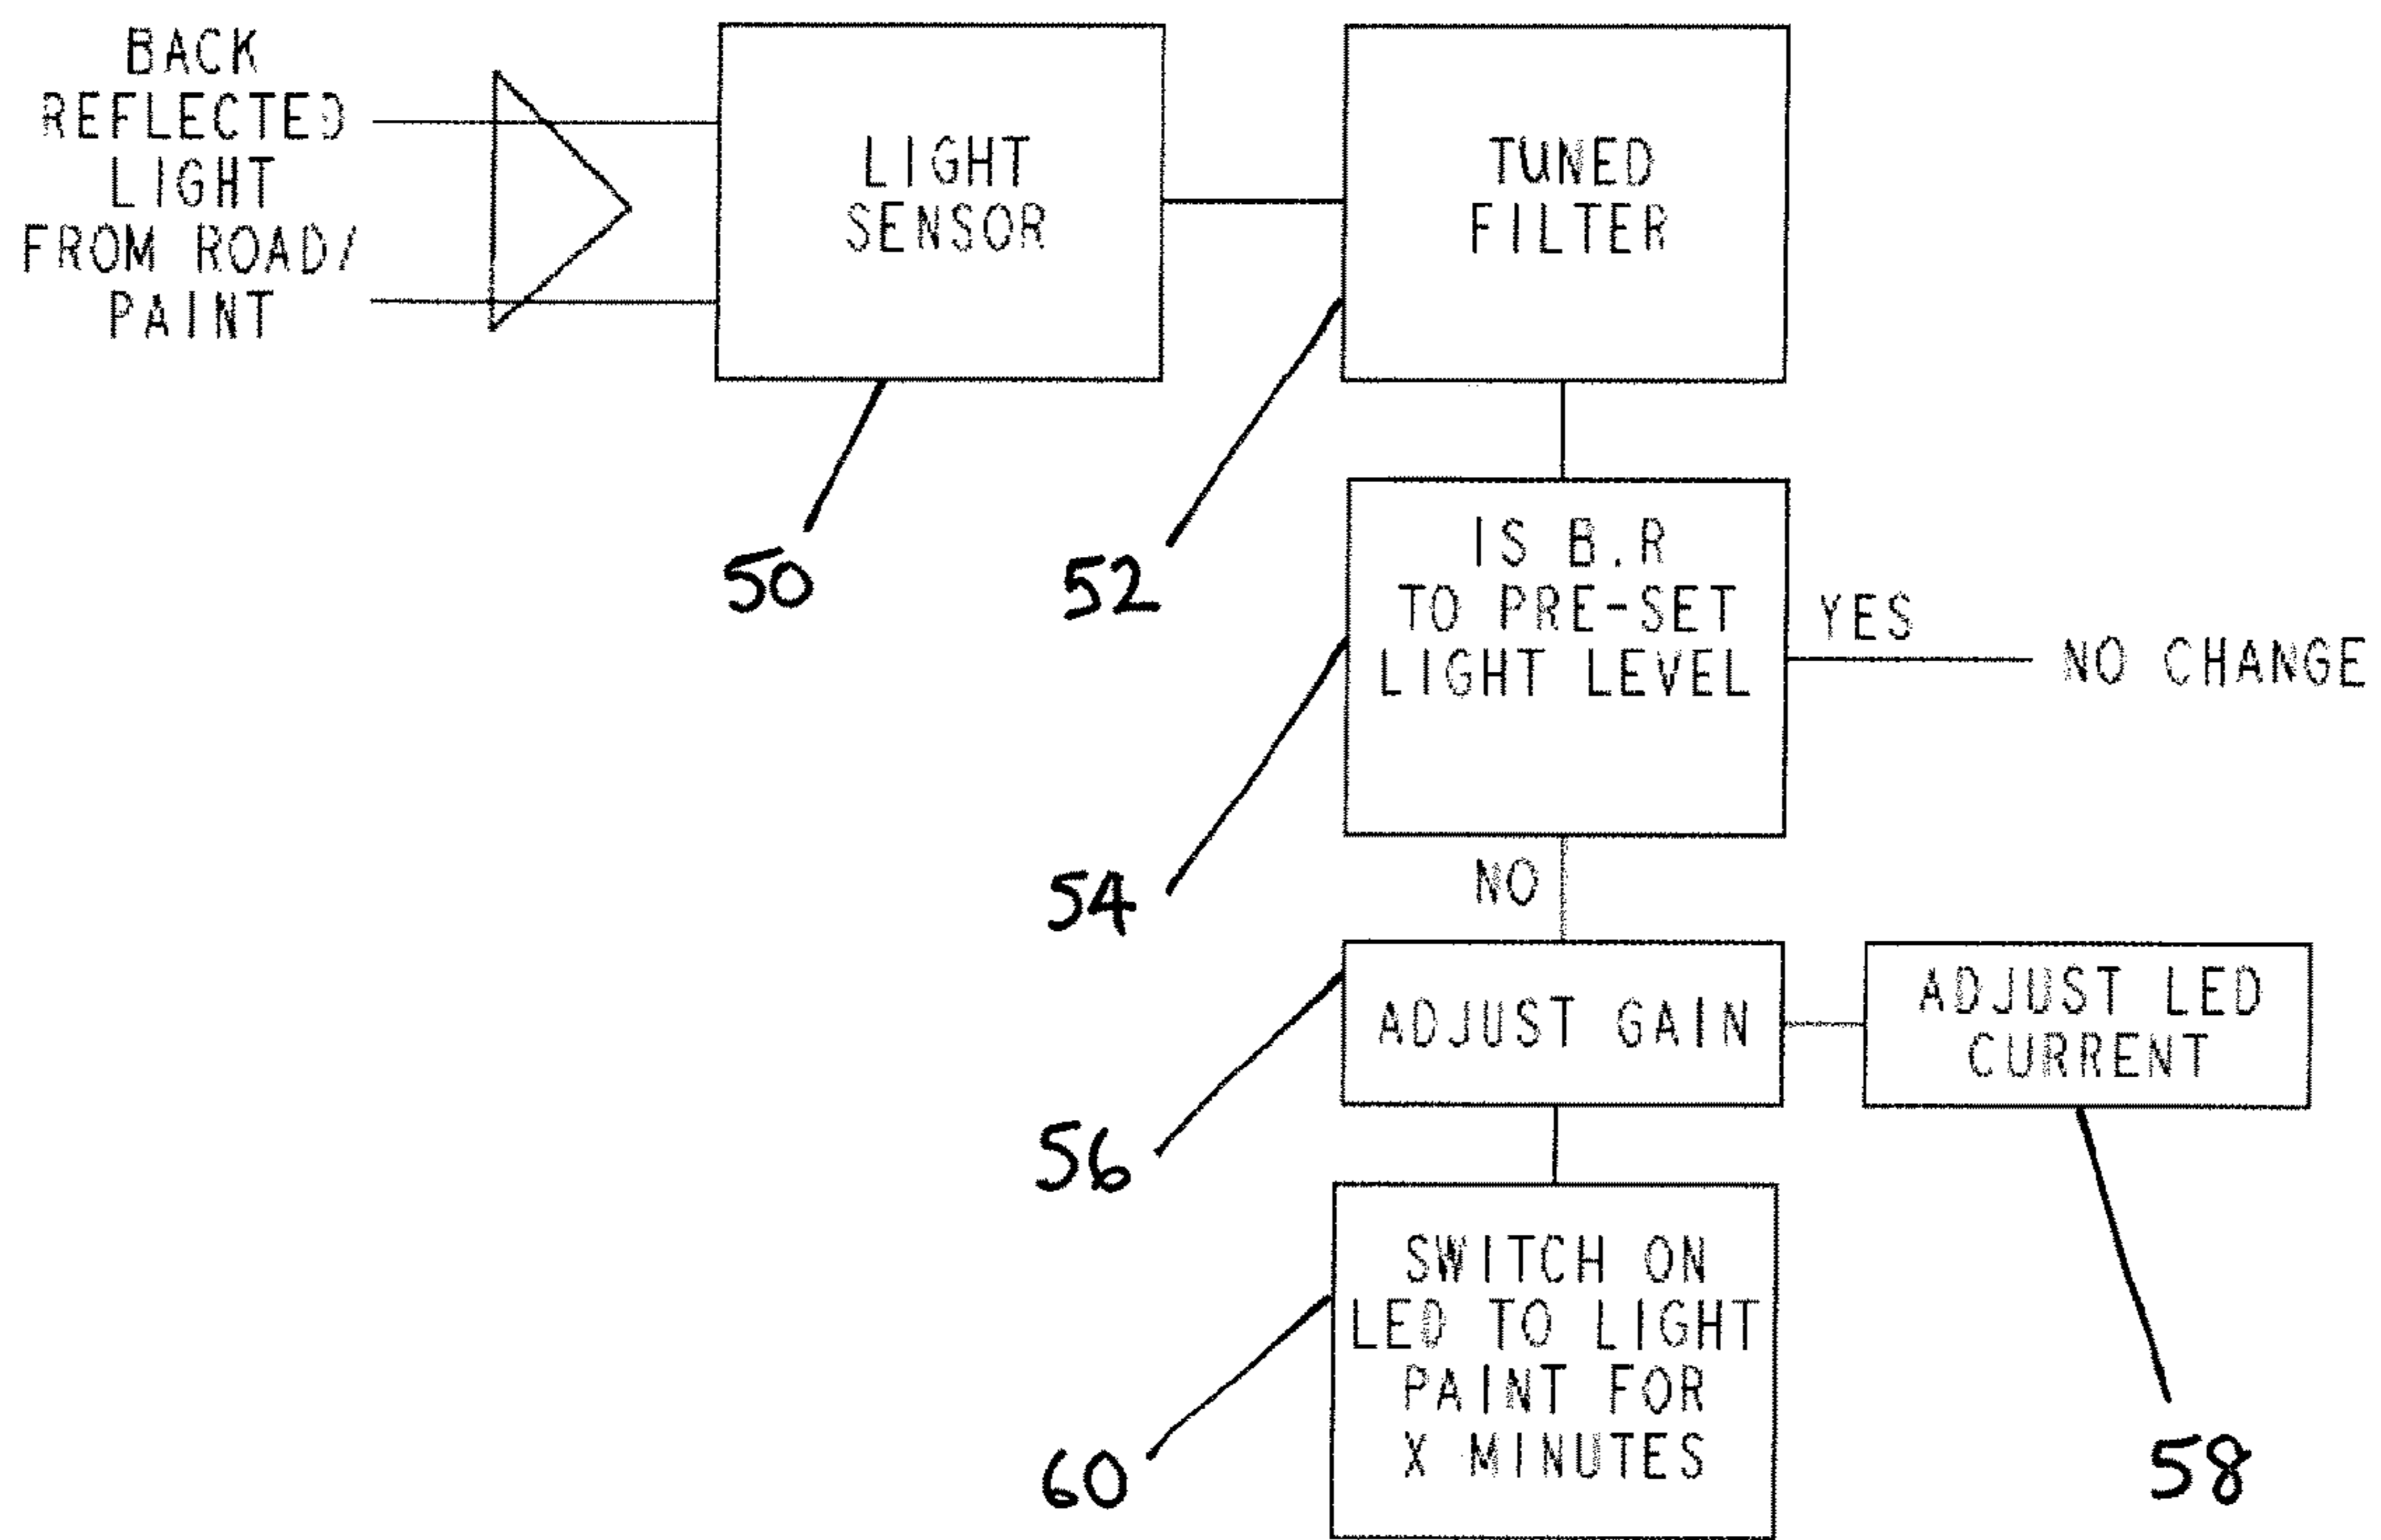 BACK
REFLECTED
LIGHT
FROM ROAD/
PAINT
LIGHT
SENSOR
TUNED
FILTER
50
52
IS B.R
TO PRE-SET
LIGHT LEVEL
YES
NO CHANGE
54
NO
ADJUST GAIN
ADJUST LED
CURRENT
56
SWITCH ON
LED TO LIGHT
PAINT FOR
X MINUTES
60
58